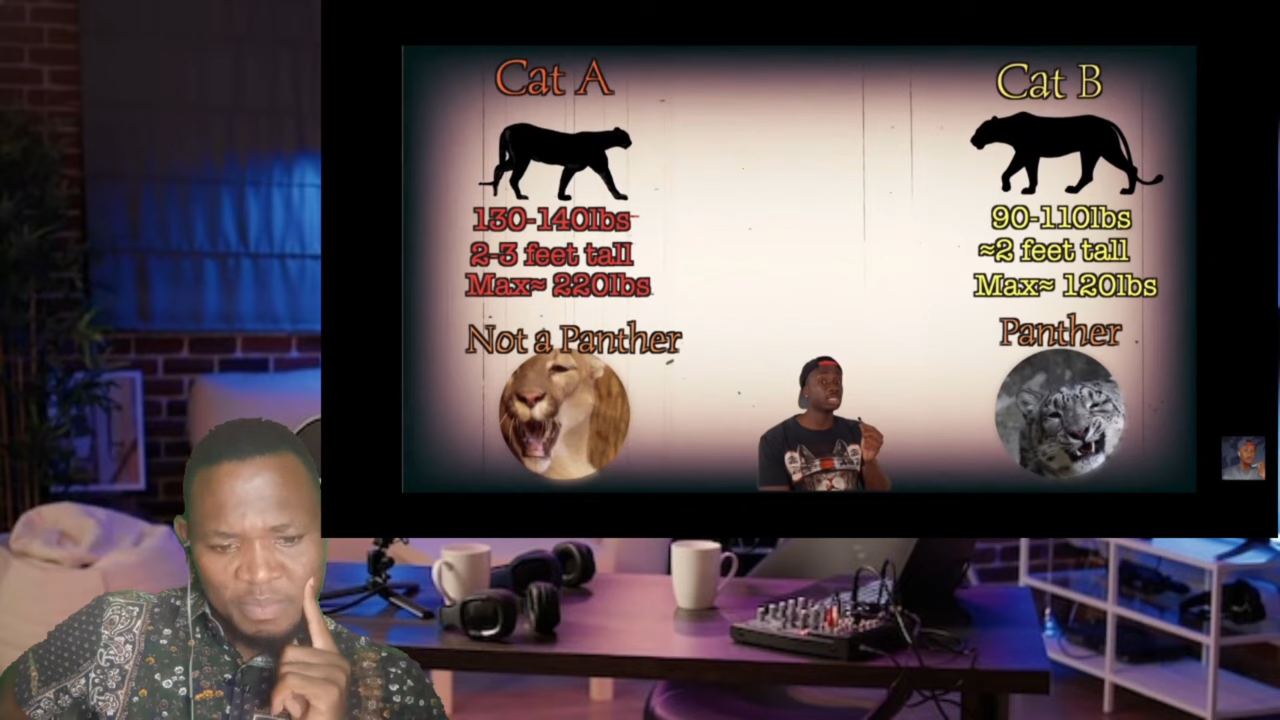 Cat A
130-140lbs
2-3 feet tall
Max≈ 220lbs
Not a Panther
Cat B
90-110lbs
≈2 feet tall
Max≈ 120lbs
Panther